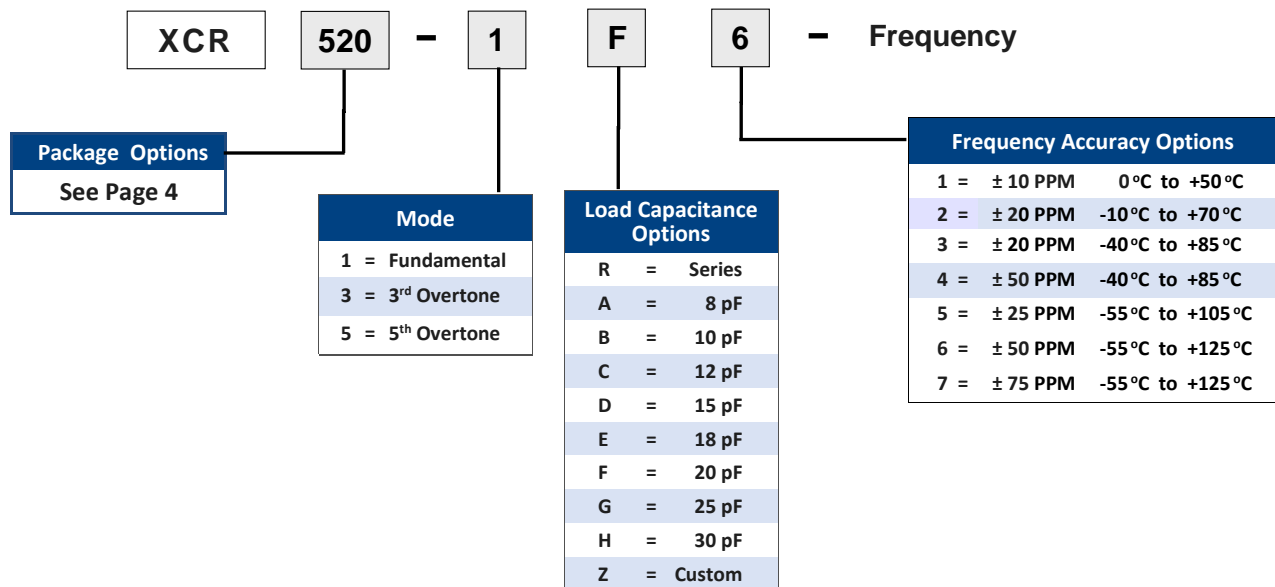 XCR 520 – 1 F 6 – Frequency
Package Options
See Page 4
Mode
1 = Fundamental
3 = 3rd Overtone
5 = 5th Overtone
Load Capacitance
Options
R = Series
A = 8 pF
B = 10 pF
C = 12 pF
D = 15 pF
E = 18 pF
F = 20 pF
G = 25 pF
H = 30 pF
Z = Custom
Frequency Accuracy Options
1 = ± 10 PPM 0 °C to +50 °C
2 = ± 20 PPM -10 °C to +70 °C
3 = ± 20 PPM -40 °C to +85 °C
4 = ± 50 PPM -40 °C to +85 °C
5 = ± 25 PPM -55 °C to +105 °C
6 = ± 50 PPM -55 °C to +125 °C
7 = ± 75 PPM -55 °C to +125 °C